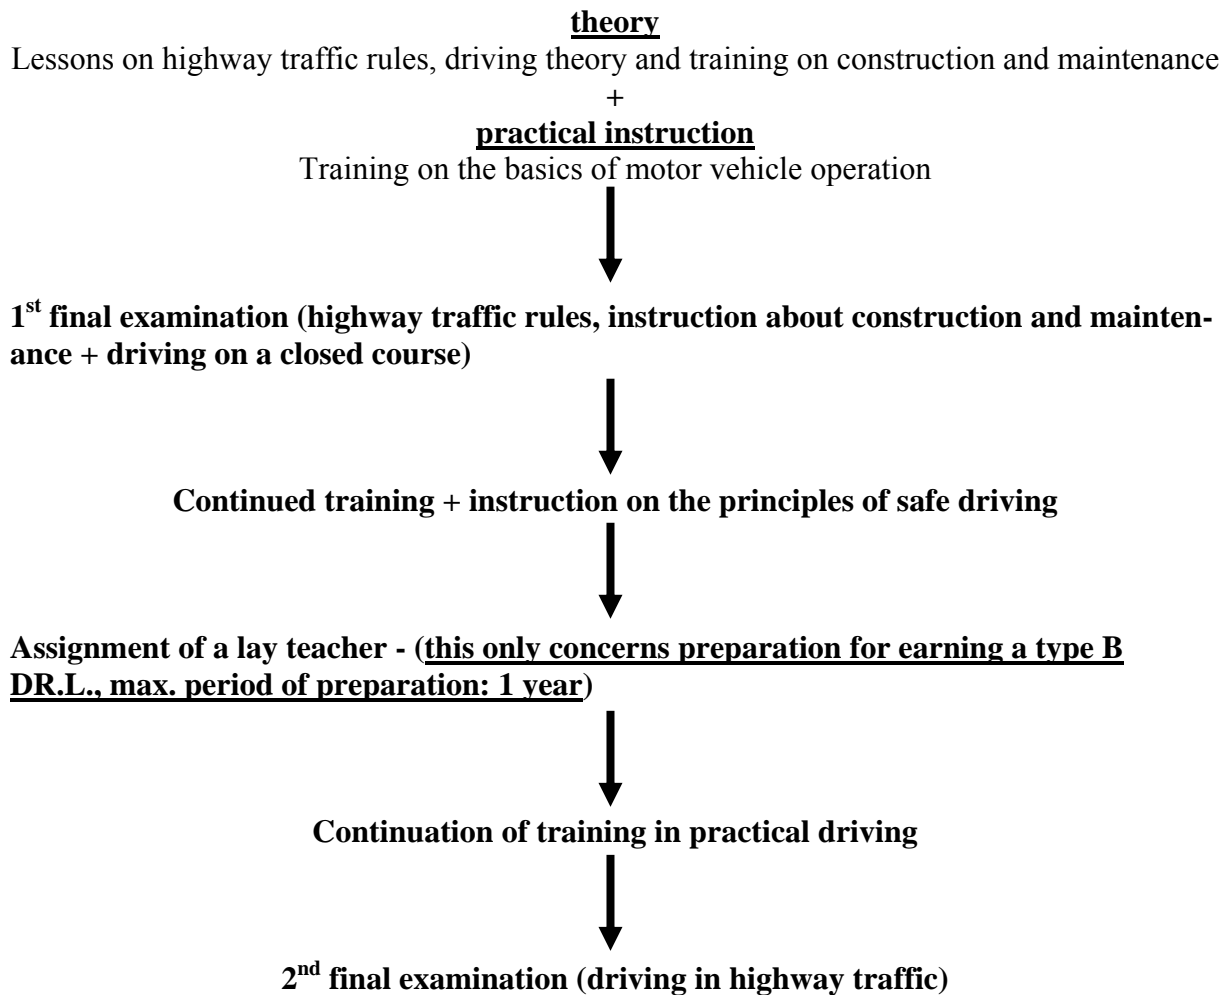 theory
Lessons on highway traffic rules, driving theory and training on construction and maintenance
+
practical instruction
Training on the basics of motor vehicle operation
1st final examination (highway traffic rules, instruction about construction and mainten-
ance + driving on a closed course)
Continued training + instruction on the principles of safe driving
Assignment of a lay teacher - (this only concerns preparation for earning a type B
DR.L., max. period of preparation: 1 year)
Continuation of training in practical driving
2nd final examination (driving in highway traffic)